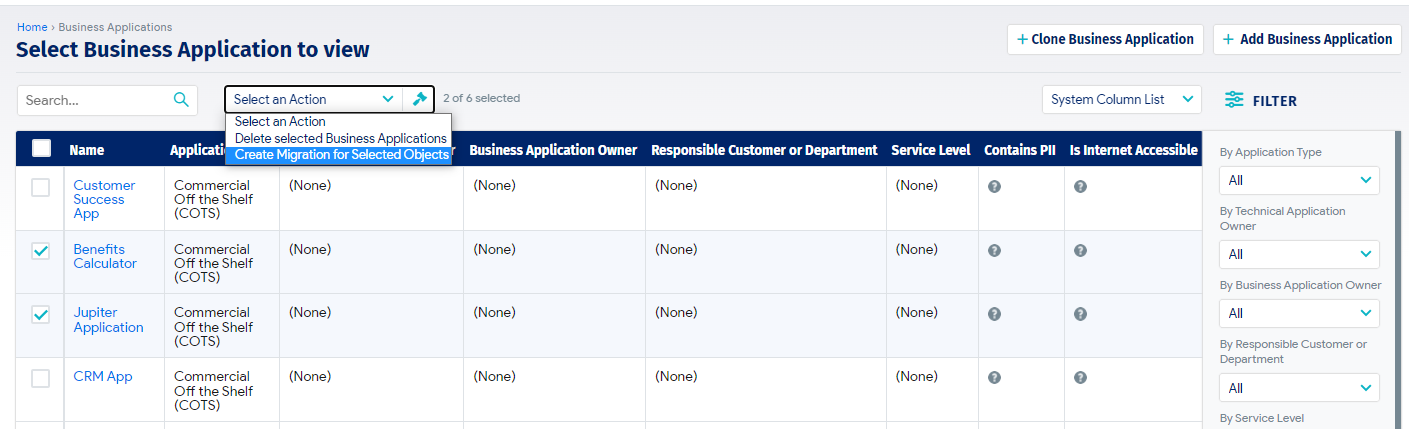 Home › Business Applications
Select Business Application to view
+ Clone Business Application
+ Add Business Application
Search...
Select an Action
2 of 6 selected
System Column List
FILTER
Select an Action
Delete selected Business Applications
Create Migration for Selected Objects
Name
Business Application Owner
Responsible Customer or Department
Service Level
Contains PII
Is Internet Accessible
Customer
Success
App
Commercial
Off the Shelf
(COTS)
(None)
(None)
(None)
(None)
?
?
Benefits
Calculator
Commercial
Off the Shelf
(COTS)
(None)
(None)
(None)
(None)
?
?
Jupiter
Application
Commercial
Off the Shelf
(COTS)
(None)
(None)
(None)
(None)
?
?
CRM App
Commercial
Off the Shelf
(COTS)
(None)
(None)
(None)
(None)
?
?
By Application Type
All
By Technical Application
Owner
All
By Business Application Owner
All
By Responsible Customer or
Department
All
By Service Level